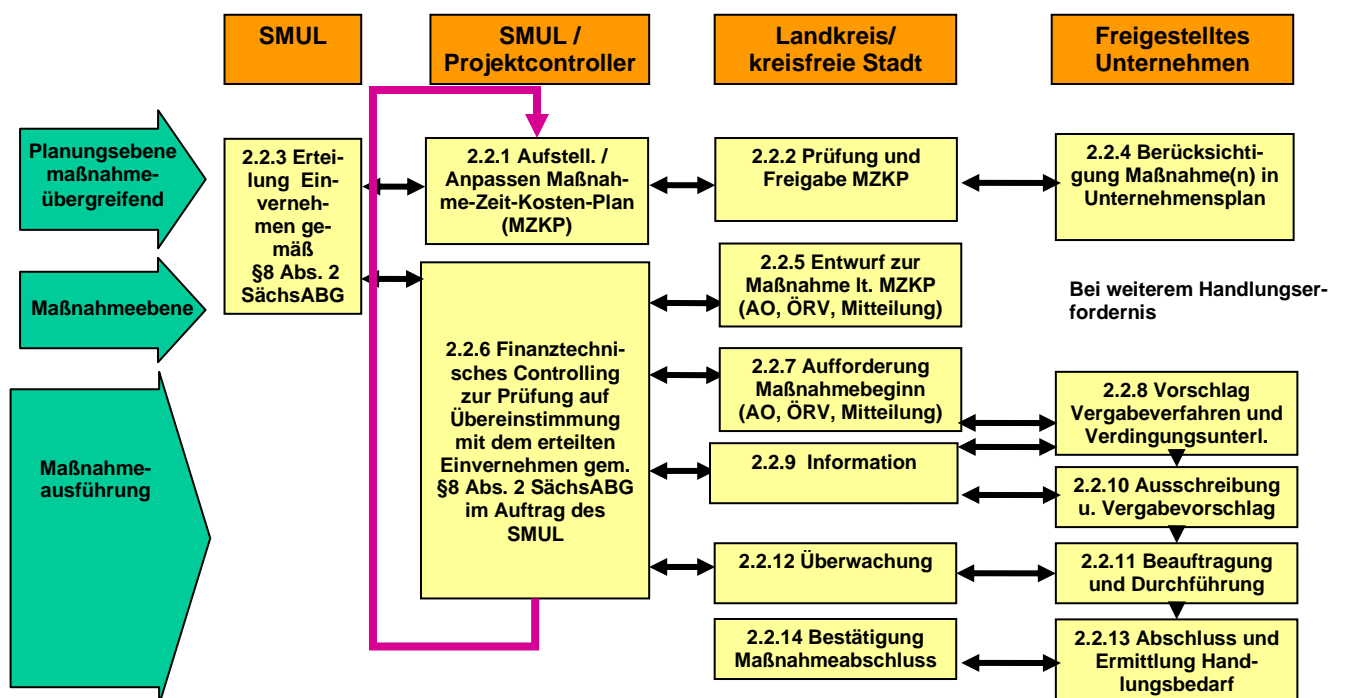 SMUL
SMUL /
Projektcontroller
Landkreis/
kreisfreie Stadt
Freigestelltes
Unternehmen
Planungsebene
maßnahme-
übergreifend
2.2.3 Ertei-
lung Ein-
vernehm-
men ge-
mäß
§8 Abs. 2
SächsABG
2.2.1 Aufstell. /
Anpassen Maßnah-
me-Zeit-Kosten-Plan
(MZKP)
2.2.2 Prüfung und
Freigabe MZKP
2.2.4 Berücksichti-
gung Maßnahme(n) in
Unternehmensplan
Maßnahmeebene
2.2.5 Entwurf zur
Maßnahme lt. MZKP
(AO, ÖRV, Mitteilung)
Bei weiterem Handlungser-
fordernis
2.2.6 Finanztechni-
sches Controlling
zur Prüfung auf
Übereinstimmung
mit dem erteilten
Einvernehmen gem.
§8 Abs. 2 SächsABG
im Auftrag des
SMUL
2.2.7 Aufforderung
Maßnahmebeginn
(AO, ÖRV, Mitteilung)
2.2.8 Vorschlag
Vergabeverfahren und
Verdingungsunterl.
Maßnahme-
ausführung
2.2.9 Information
2.2.10 Ausschreibung
u. Vergabevorschlag
2.2.12 Überwachung
2.2.11 Beauftragung
und Durchführung
2.2.14 Bestätigung
Maßnahmeabschluss
2.2.13 Abschluss und
Ermittlung Hand-
lungsbedarf